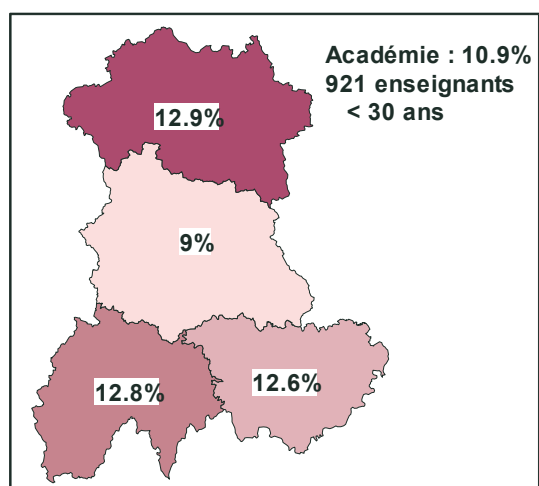 Académie : 10.9%
921 enseignants
< 30 ans
12.9%
9%
12.8%
12.6%